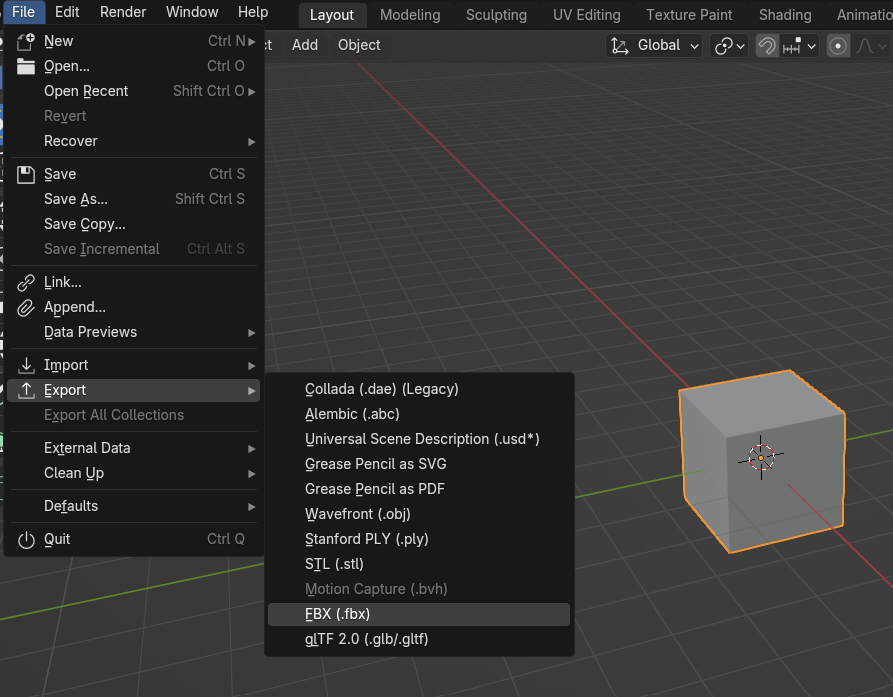 File Edit Render Window Help Layout Modeling Sculpting UV Editing Texture Paint Shading
Add Object Global
New Ctrl N
Open... Ctrl O
Open Recent Shift Ctrl O
Revert
Recover
Save Ctrl S
Save As... Shift Ctrl S
Save Copy...
Save Incremental Ctrl Alt S
Link...
Append...
Data Previews
Import
Export
Export All Collections
External Data
Clean Up
Defaults
Quit Ctrl Q
Collada (.dae) (Legacy)
Alembic (.abc)
Universal Scene Description (.usd*)
Grease Pencil as SVG
Grease Pencil as PDF
Wavefront (.obj)
Stanford PLY (.ply)
STL (.stl)
Motion Capture (.bvh)
FBX (.fbx)
glTF 2.0 (.glb/.gltf)